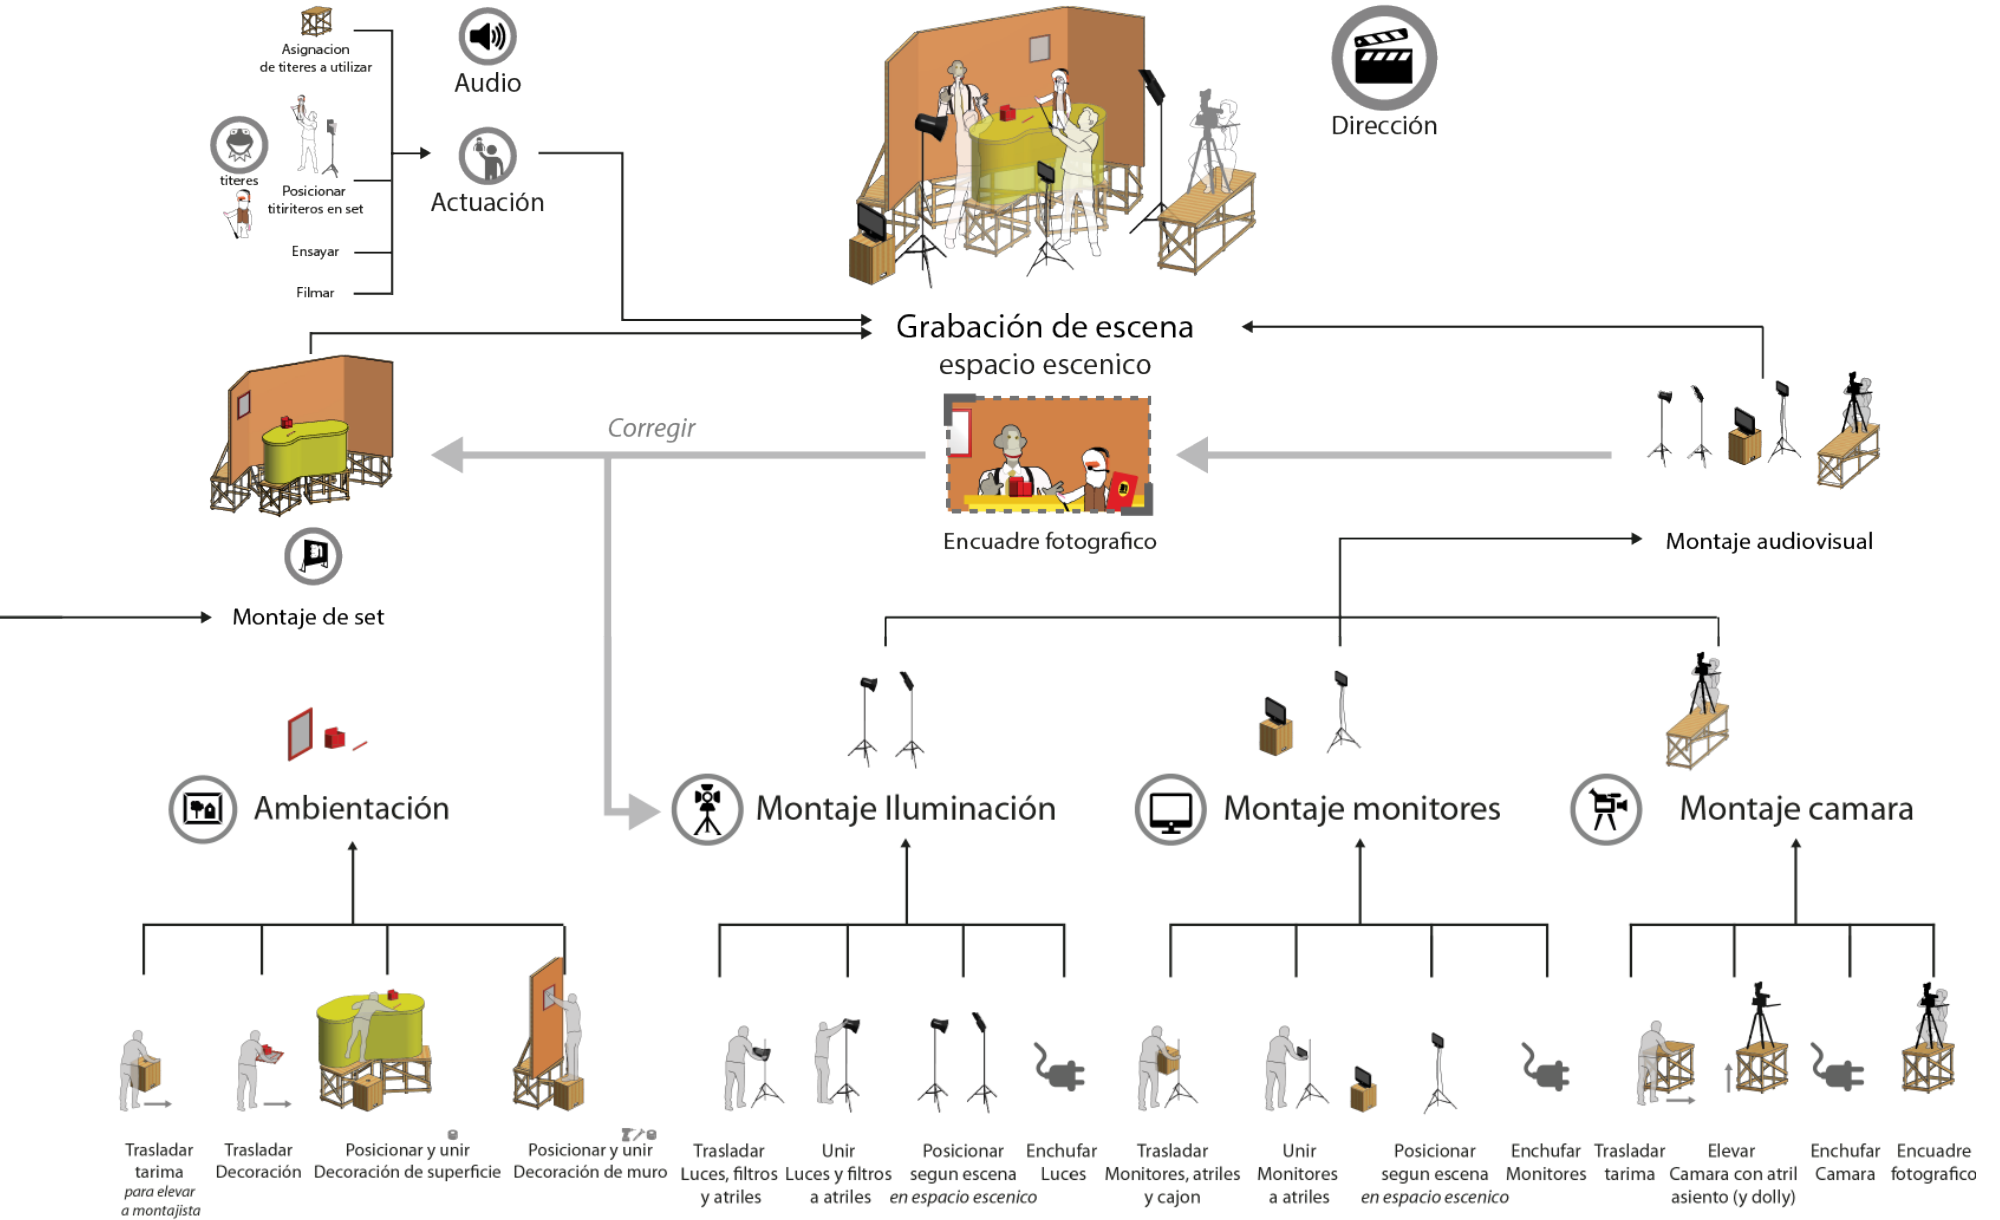 Asignacion
de titeres a utilizar
titeres
Posicionar
titiriteros en set
Ensayar
Filmar
Audio
Actuación
Dirección
Grabación de escena
espacio escenico
Corregir
Encuadre fotografico
Montaje audiovisual
Montaje de set
Ambientación
Montaje Iluminación
Montaje monitores
Montaje camara
Trasladar
tarima
para elevar
a montajista
Trasladar
Decoración
Posicionar y unir
Decoración de superficie
Posicionar y unir
Decoración de muro
Trasladar
Luces, filtros
y atriles
Unir
Luces y filtros
a atriles
Posicionar
segun escena
en espacio escenico
Enchufar
Luces
Trasladar
Monitores, atriles
y cajon
Unir
Monitores
a atriles
Posicionar
segun escena
en espacio escenico
Enchufar
Monitores
Trasladar
tarima
Elevar
Camara con atril
asiento (y dolly)
Enchufar
Camara
Encuadre
fotografico